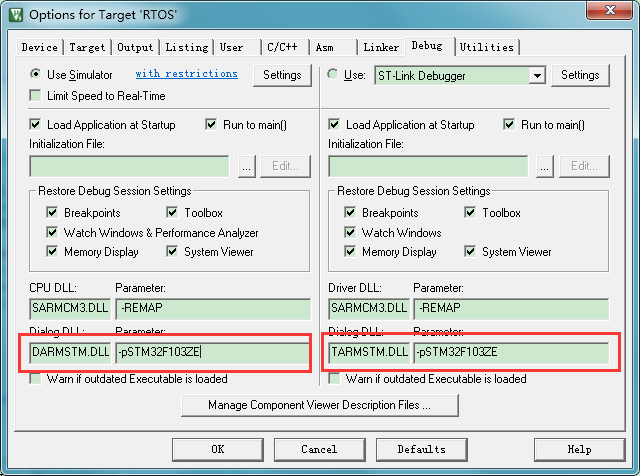 Options for Target 'RTOS'
Device Target Output Listing User C/C++ Asm Linker Debug Utilities
Use Simulator with restrictions Settings
Limit Speed to Real-Time
Load Application at Startup Run to main()
Initialization File:
... Edit...
Restore Debug Session Settings
Breakpoints Toolbox
Watch Windows & Performance Analyzer
Memory Display System Viewer
CPU DLL: Parameter:
SARMCM3.DLL -REMAP
Dialog DLL: Parameter:
DARMSTM.DLL -pSTM32F103ZE
Warn if outdated Executable is loaded
Use: ST-Link Debugger Settings
Load Application at Startup Run to main()
Initialization File:
... Edit...
Restore Debug Session Settings
Breakpoints Toolbox
Watch Windows
Memory Display System Viewer
Driver DLL: Parameter:
SARMCM3.DLL -REMAP
Dialog DLL: Parameter:
TARMSTM.DLL -pSTM32F103ZE
Warn if outdated Executable is loaded
Manage Component Viewer Description Files ...
OK Cancel Defaults Help